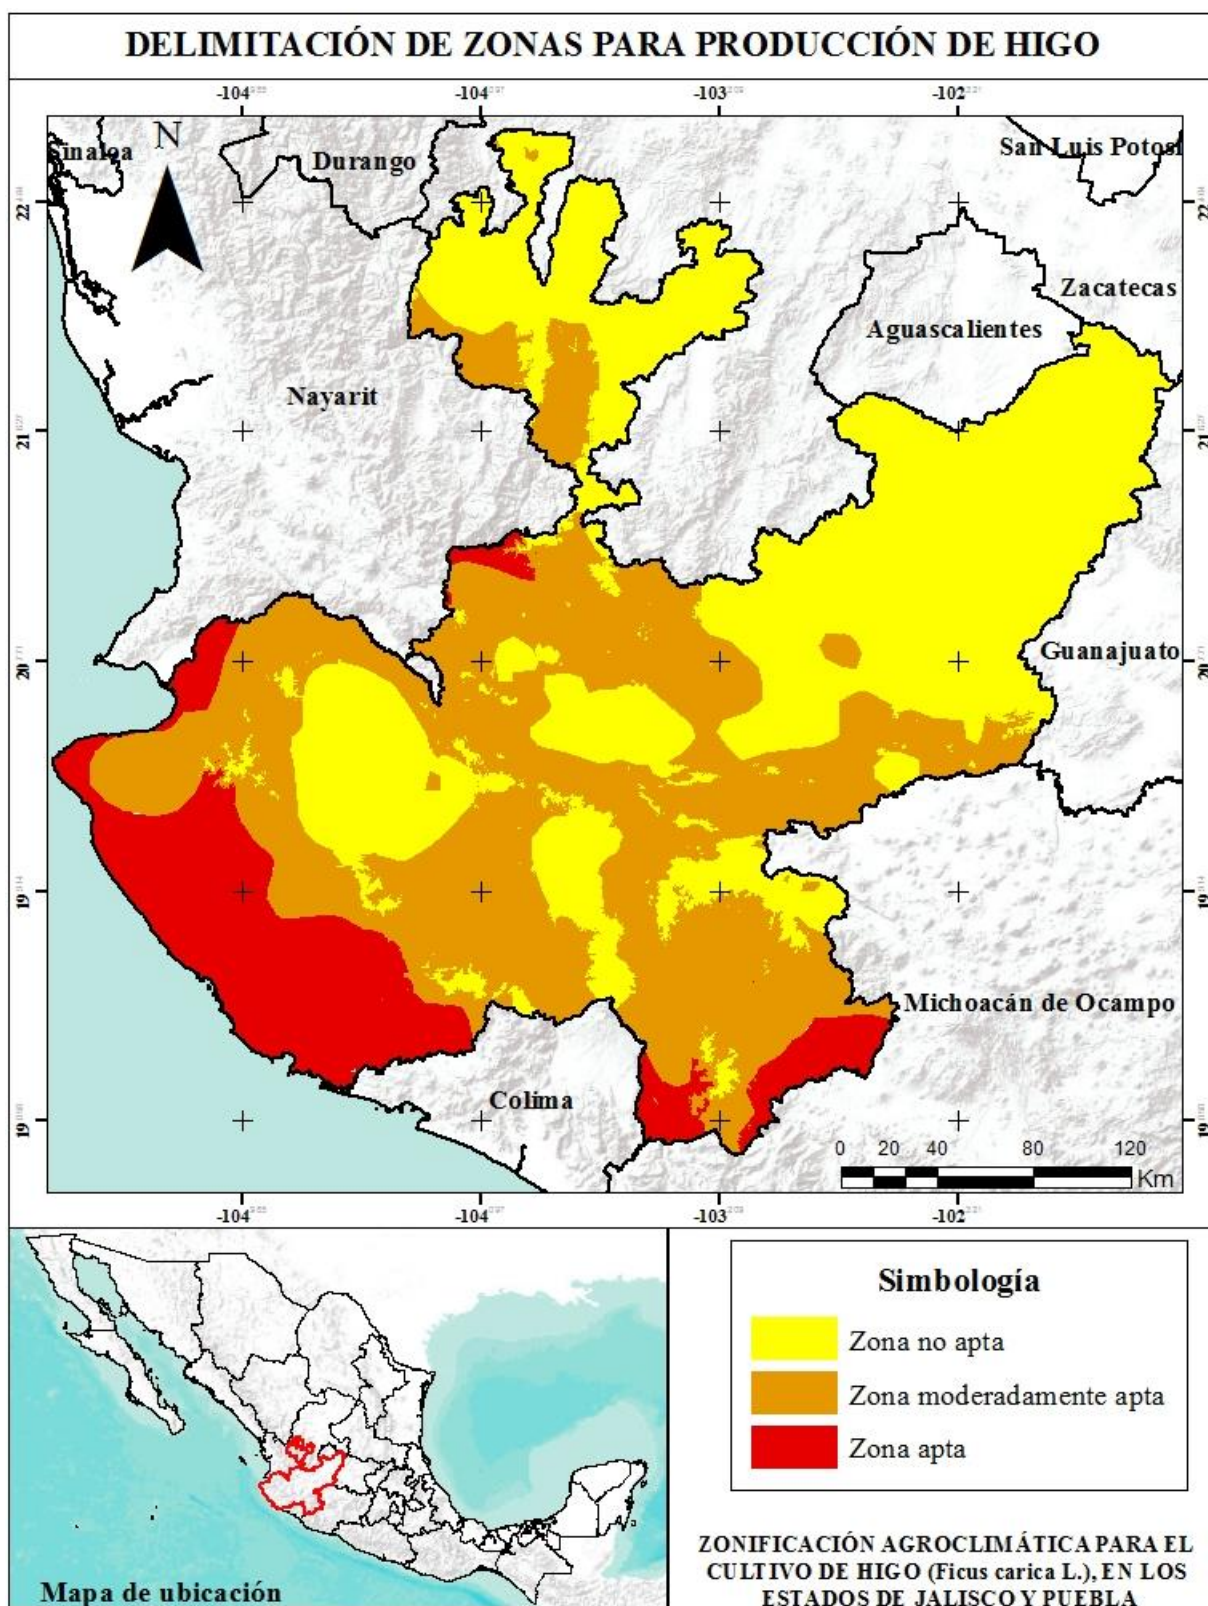 DELIMITACIÓN DE ZONAS PARA PRODUCCIÓN DE HIGO
-104 -104 -103 -102
N
Durango
San Luis Potosí
Zacatecas
Aguascalientes
Nayarit
Guanajuato
Michoacán de Ocampo
Colima
22 22
21 21
20 20
19 19
19 19
0 20 40 80 120
Km
-104 -104 -103 -102
Simbología
Zona no apta
Zona moderadamente apta
Zona apta
Mapa de ubicación
ZONIFICACIÓN AGROCLIMÁTICA PARA EL
CULTIVO DE HIGO (Ficus carica L.), EN LOS
ESTADOS DE JALISCO Y PUEBLA